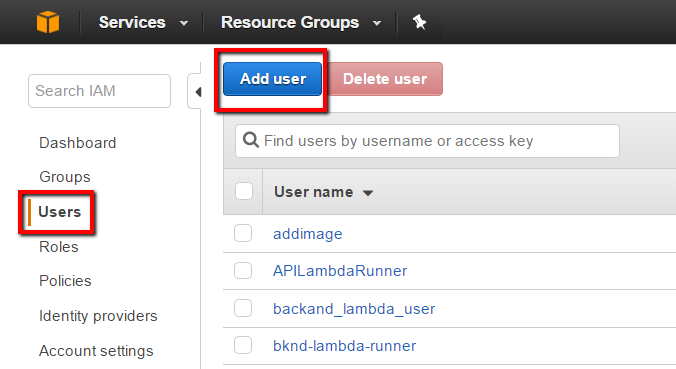 Services Resource Groups
Add user Delete user
Search IAM
Find users by username or access key
Dashboard
Groups
Users
Roles
Policies
Identity providers
Account settings
User name
addimage
APILambdaRunner
backand_lambda_user
bknd-lambda-runner